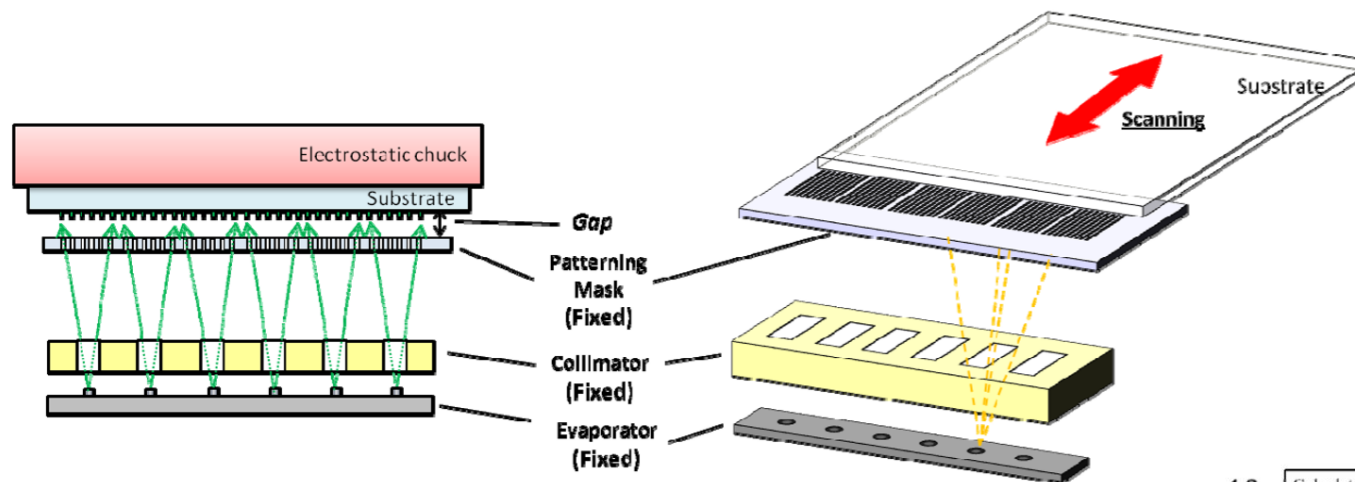 Electrostatic chuck
Substrate
Gap
Patterning
Mask
(Fixed)
Collimator
(Fixed)
Evaporator
(Fixed)
Substrate
Scanning